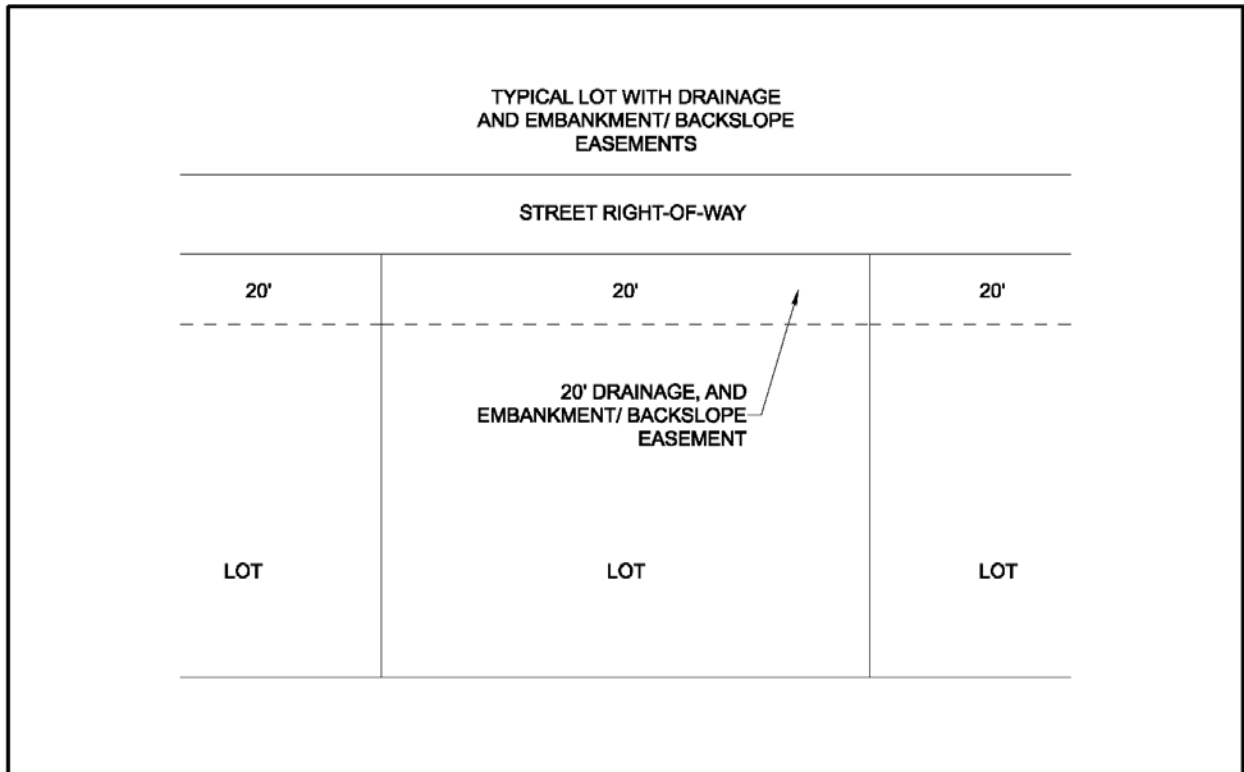 TYPICAL LOT WITH DRAINAGE
AND EMBANKMENT/ BACKSLOPE
EASEMENTS
STREET RIGHT-OF-WAY
20'
20'
20'
20' DRAINAGE, AND
EMBANKMENT/ BACKSLOPE
EASEMENT
LOT
LOT
LOT